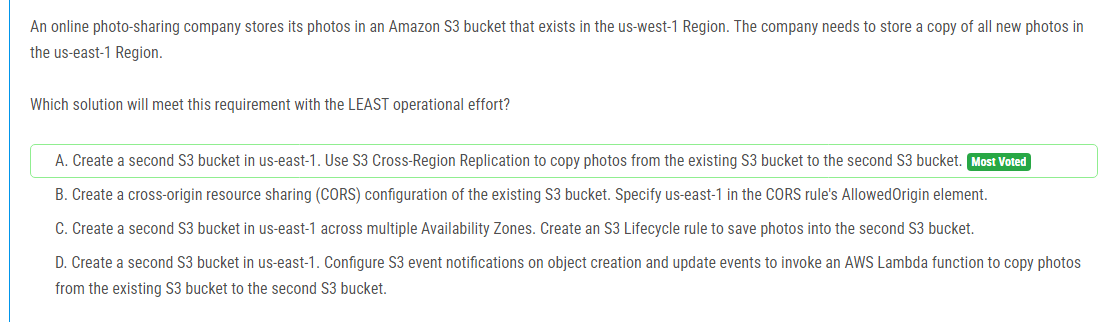 An online photo-sharing company stores its photos in an Amazon S3 bucket that exists in the us-west-1 Region. The company needs to store a copy of all new photos in
the us-east-1 Region.
Which solution will meet this requirement with the LEAST operational effort?
A. Create a second S3 bucket in us-east-1. Use S3 Cross-Region Replication to copy photos from the existing S3 bucket to the second S3 bucket. Most Voted
B. Create a cross-origin resource sharing (CORS) configuration of the existing S3 bucket. Specify us-east-1 in the CORS rule's AllowedOrigin element.
C. Create a second S3 bucket in us-east-1 across multiple Availability Zones. Create an S3 Lifecycle rule to save photos into the second S3 bucket.
D. Create a second S3 bucket in us-east-1. Configure S3 event notifications on object creation and update events to invoke an AWS Lambda function to copy photos
from the existing S3 bucket to the second S3 bucket.